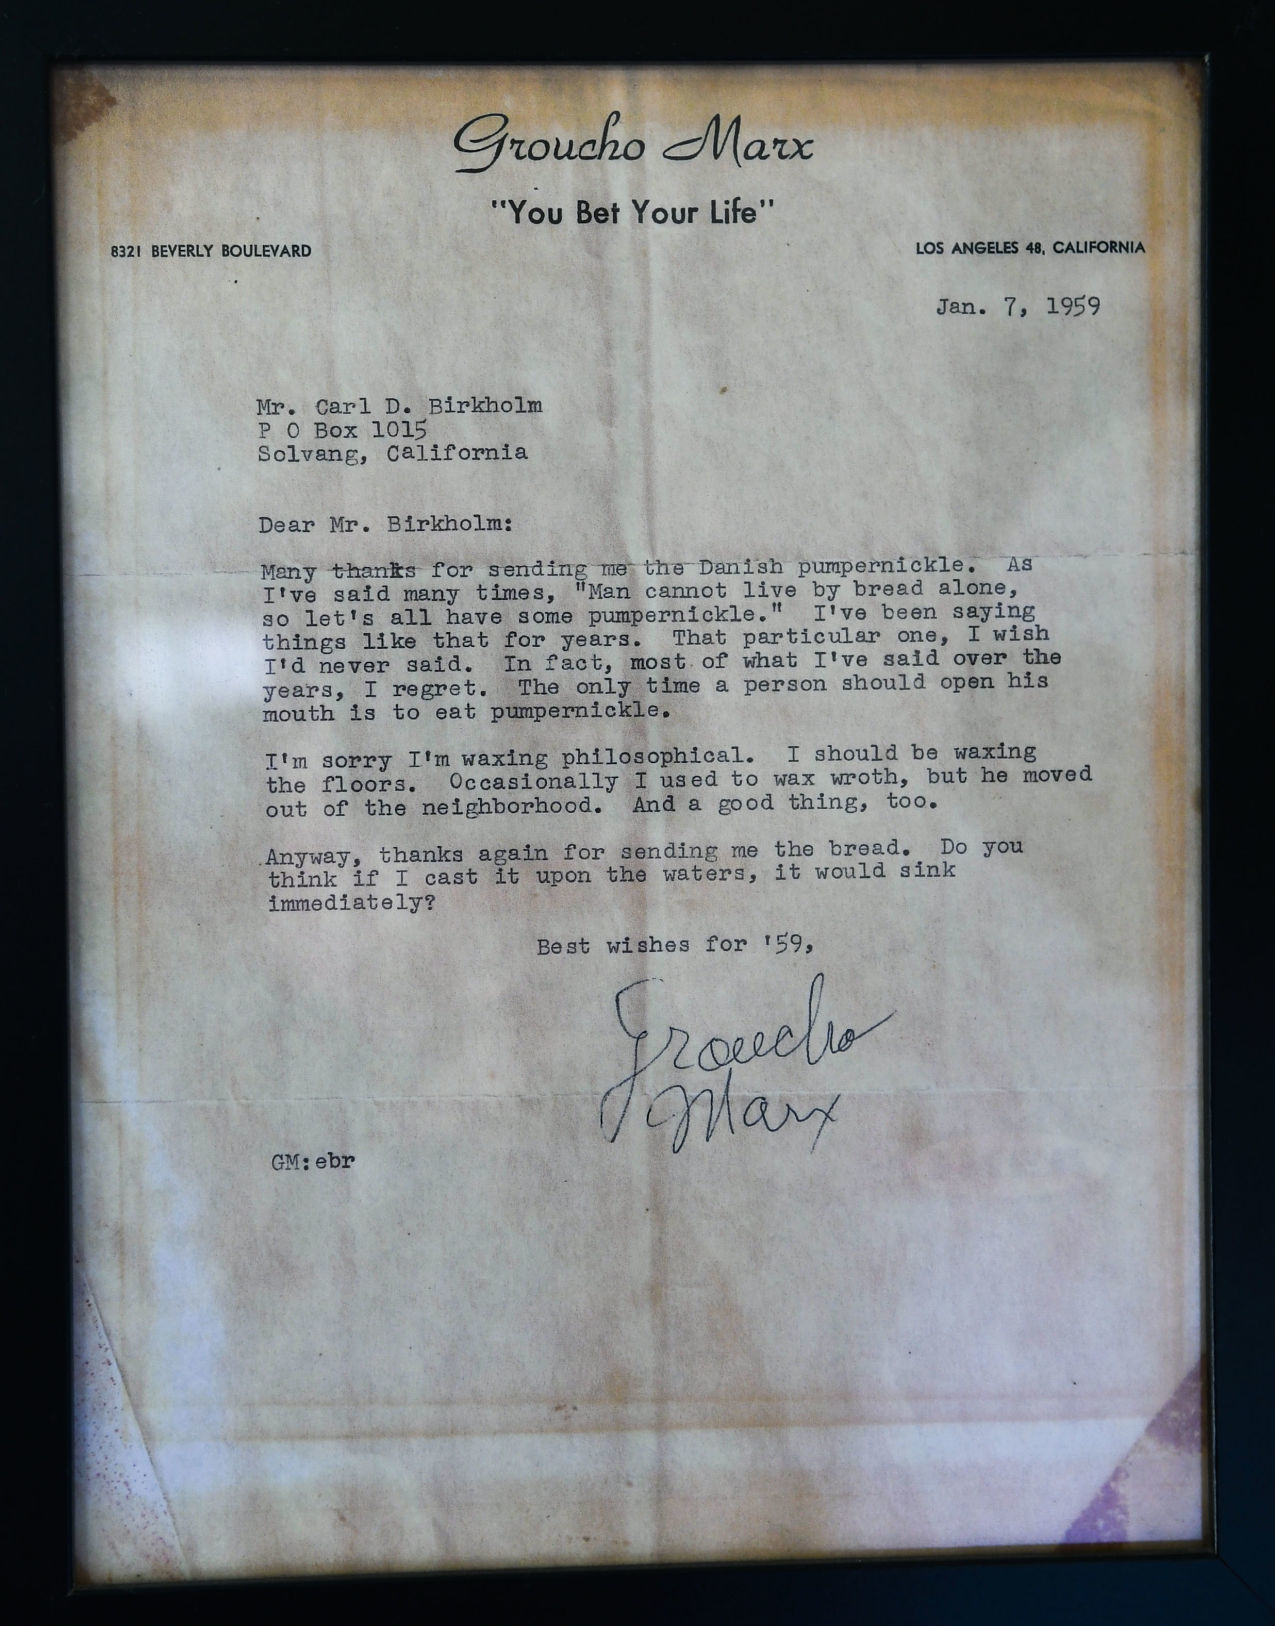 Groucho Marx
"You Bet Your Life"
8321 BEVERLY BOULEVARD
LOS ANGELES 48, CALIFORNIA
Jan. 7, 1959
Mr. Carl D. Birkholm
P O Box 1015
Solvang, California
Dear Mr. Birkholm:
Many thanks for sending me the Danish pumpernickle. As
I've said many times, "Man cannot live by bread alone,
so let's all have some pumpernickle." I've been saying
things like that for years. That particular one, I wish
I'd never said. In fact, most of what I've said over the
years, I regret. The only time a person should open his
mouth is to eat pumpernickle.
I'm sorry I'm waxing philosophical. I should be waxing
the floors. Occasionally I used to wax wroth, but he moved
out of the neighborhood. And a good thing, too.
Anyway, thanks again for sending me the bread. Do you
think if I cast it upon the waters, it would sink
immediately?
Best wishes for '59,
Groucho
Marx
GM:ebr